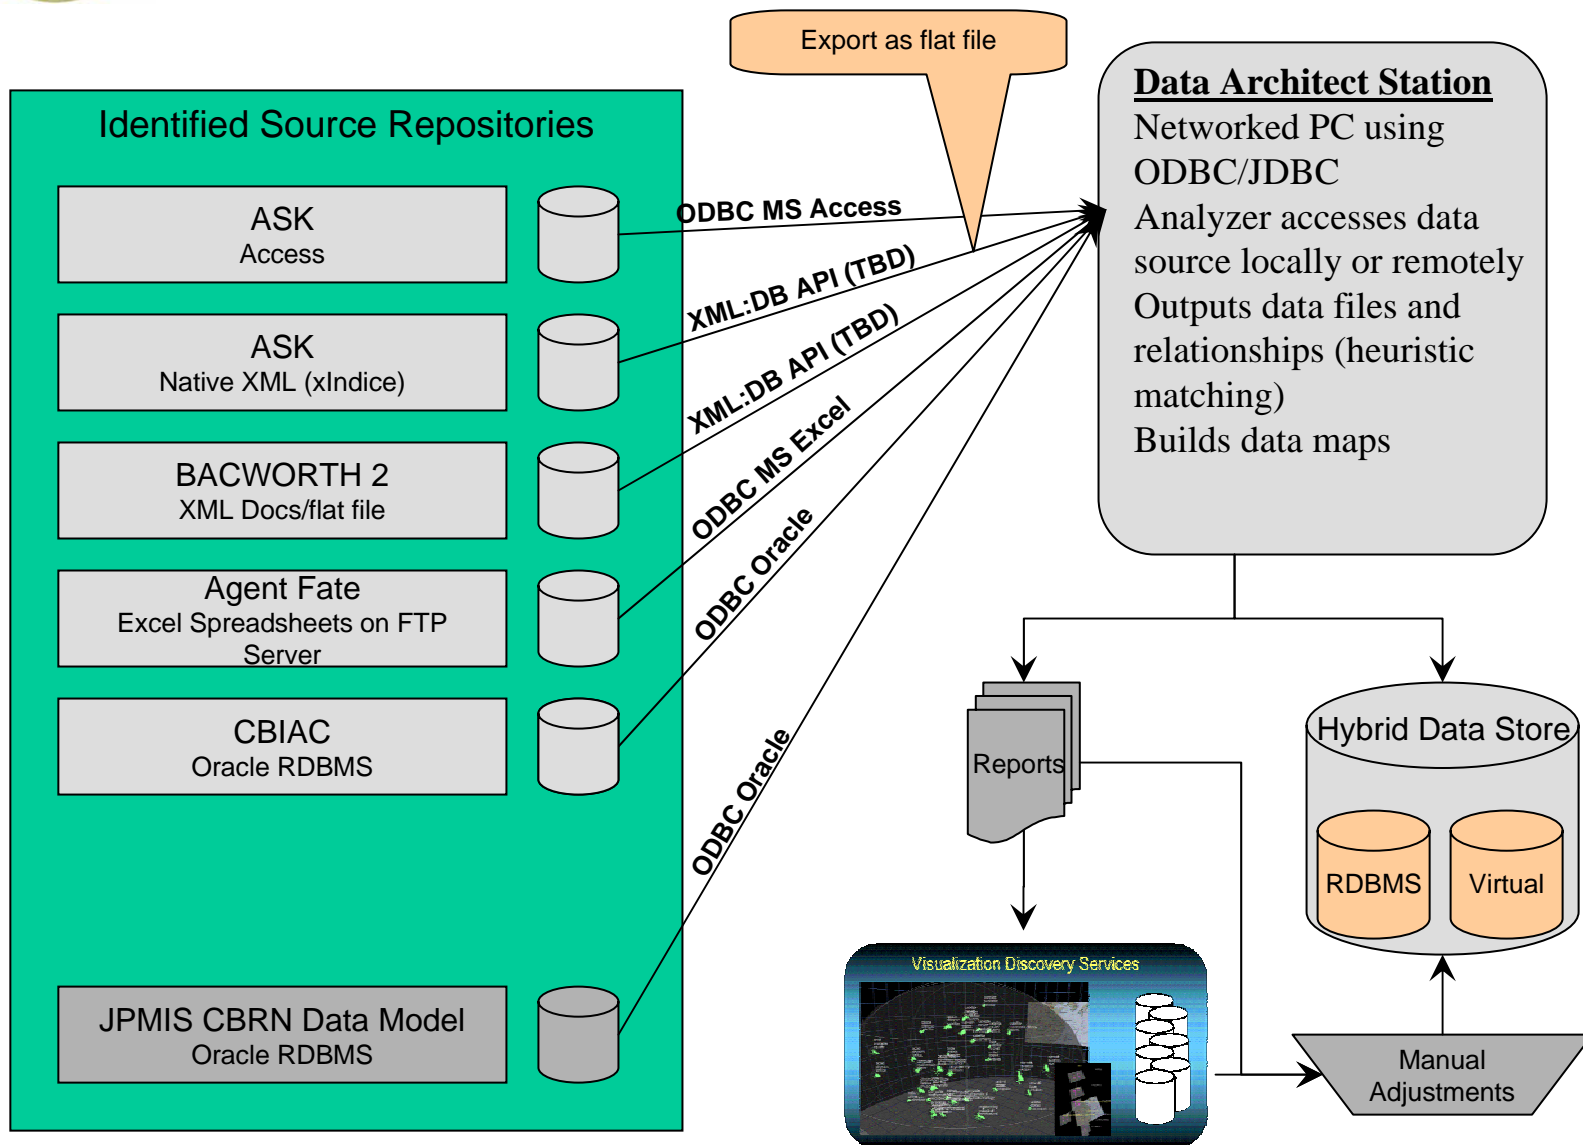 Export as flat file
Identified Source Repositories
ASK
Access
ASK
Native XML (xIndice)
BACWORTH 2
XML Docs/flat file
Agent Fate
Excel Spreadsheets on FTP
Server
CBIAC
Oracle RDBMS
JPMIS CBRN Data Model
Oracle RDBMS
ODBC MS Access
XML:DB API (TBD)
XML:DB API (TBD)
ODBC MS Excel
ODBC Oracle
ODBC Oracle
Data Architect Station
Networked PC using
ODBC/JDBC
Analyzer accesses data
source locally or remotely
Outputs data files and
relationships (heuristic
matching)
Builds data maps
Reports
Hybrid Data Store
RDBMS
Virtual
Visualization Discovery Services
Manual
Adjustments